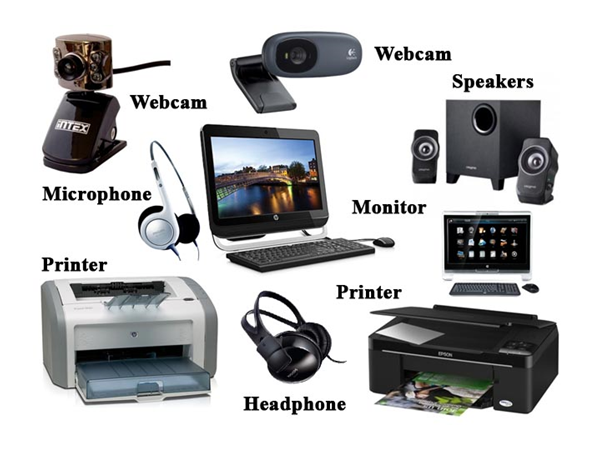 Webcam
Webcam
Speakers
INTEX
Microphone
Monitor
Printer
Printer
EPSON
Headphone